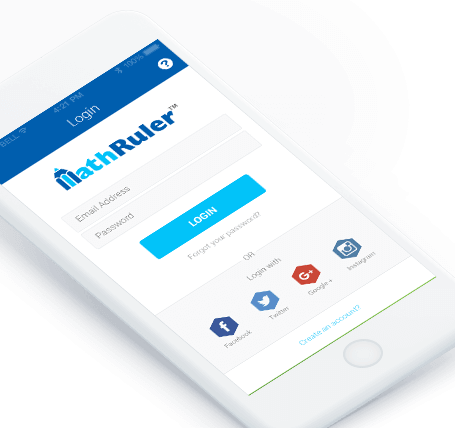 BELL 4:21 PM 100%
Login
?
MathRuler™
Email Address
Password
LOGIN
Forgot your password?
OR
Login with
Facebook
Twitter
Google +
Instagram
Create an account?